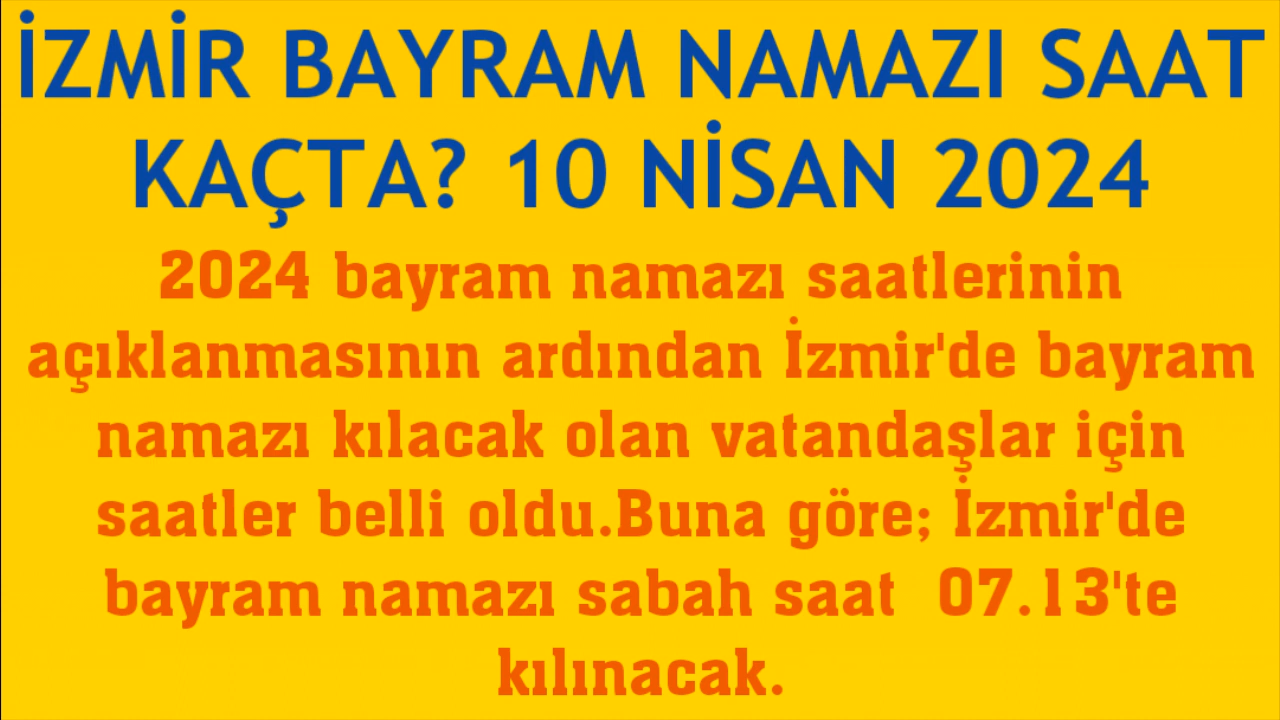 İZMİR BAYRAM NAMAZI SAAT
KAÇTA? 10 NİSAN 2024
2024 bayram namazı saatlerinin
açıklanmasının ardından İzmir'de bayram
namazı kılacak olan vatandaşlar için
saatler belli oldu.Buna göre; İzmir'de
bayram namazı sabah saat  07.13'te
kılınacak.